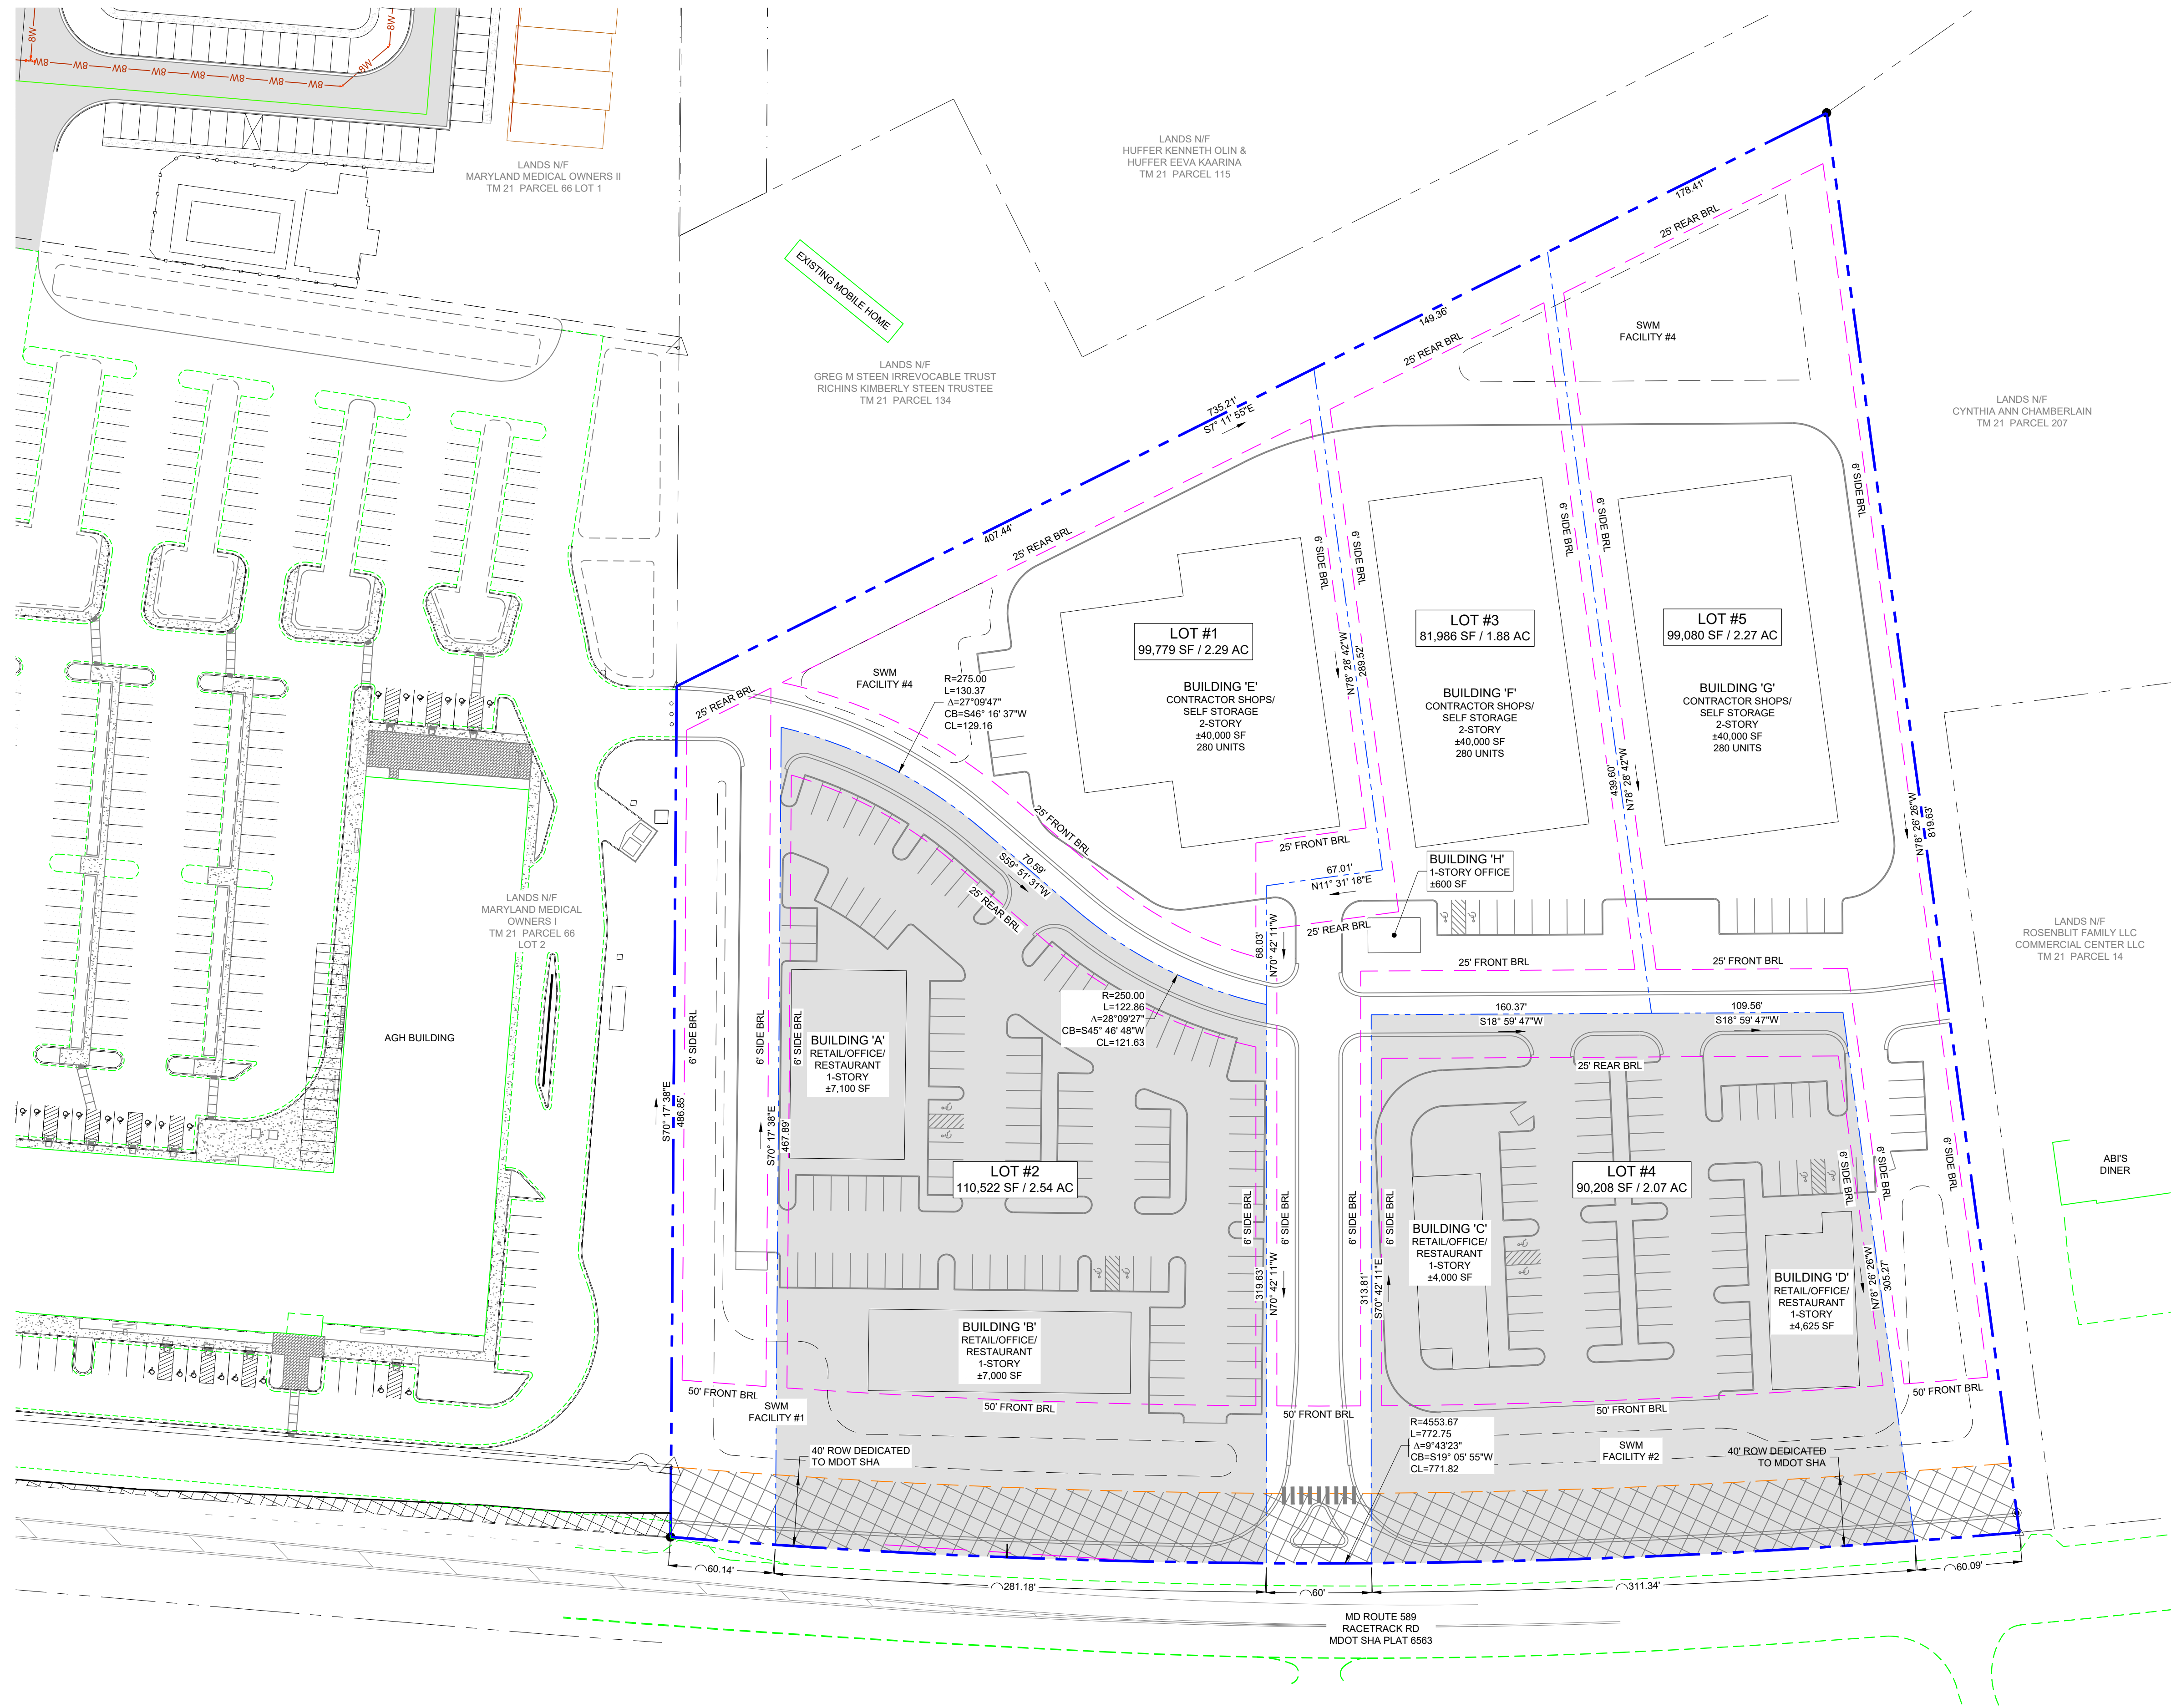 8W
8W
8W
8W
8W
8W
8W
8W
8W
8W
8W
LANDS N/F
MARYLAND MEDICAL OWNERS II
TM 21 PARCEL 66 LOT 1
LANDS N/F
HUFFER KENNETH OLIN &
HUFFER EEVA KAARINA
TM 21 PARCEL 115
EXISTING MOBILE HOME
LANDS N/F
GREG M STEEN IRREVOCABLE TRUST
RICHINS KIMBERLY STEEN TRUSTEE
TM 21 PARCEL 134
178.41'
25' REAR BRL
149.36'
25' REAR BRL
SWM
FACILITY #4
LANDS N/F
CYNTHIA ANN CHAMBERLAIN
TM 21 PARCEL 207
735.21'
S7° 11' 55"E
407.44'
25' REAR BRL
6' SIDE BRL
6' SIDE BRL
6' SIDE BRL
6' SIDE BRL
6' SIDE BRL
LOT #1
99,779 SF / 2.29 AC
LOT #3
81,986 SF / 1.88 AC
LOT #5
99,080 SF / 2.27 AC
BUILDING 'E'
CONTRACTOR SHOPS/
SELF STORAGE
2-STORY
±40,000 SF
280 UNITS
BUILDING 'F'
CONTRACTOR SHOPS/
SELF STORAGE
2-STORY
±40,000 SF
280 UNITS
BUILDING 'G'
CONTRACTOR SHOPS/
SELF STORAGE
2-STORY
±40,000 SF
280 UNITS
N78° 28' 42"W
289.52'
439.60'
N78° 28' 42"W
N78° 26' 26"W
819.63'
SWM
FACILITY #4
R=275.00
L=130.37
Δ=27°09'47"
CB=S46° 16' 37"W
CL=129.16
25' REAR BRL
25' FRONT BRL
25' FRONT BRL
70.59'
S59° 51' 31"W
25' REAR BRL
67.01'
N11° 31' 18"E
BUILDING 'H'
1-STORY OFFICE
±600 SF
25' REAR BRL
68.03'
N70° 42' 11"W
25' FRONT BRL
25' FRONT BRL
LANDS N/F
MARYLAND MEDICAL
OWNERS I
TM 21 PARCEL 66
LOT 2
LANDS N/F
ROSENBLIT FAMILY LLC
COMMERCIAL CENTER LLC
TM 21 PARCEL 14
AGH BUILDING
R=250.00
L=122.86
Δ=28°09'27"
CB=S45° 46' 48"W
CL=121.63
160.37'
S18° 59' 47"W
109.56'
S18° 59' 47"W
25' REAR BRL
6' SIDE BRL
6' SIDE BRL
6' SIDE BRL
BUILDING 'A'
RETAIL/OFFICE/
RESTAURANT
1-STORY
±7,100 SF
S70° 17' 38"E
486.85'
S70° 17' 38"E
467.89'
LOT #2
110,522 SF / 2.54 AC
LOT #4
90,208 SF / 2.07 AC
6' SIDE BRL
6' SIDE BRL
6' SIDE BRL
6' SIDE BRL
6' SIDE BRL
6' SIDE BRL
6' SIDE BRL
ABI'S
DINER
BUILDING 'C'
RETAIL/OFFICE/
RESTAURANT
1-STORY
±4,000 SF
BUILDING 'D'
RETAIL/OFFICE/
RESTAURANT
1-STORY
±4,625 SF
319.63'
N70° 42' 11"W
313.81'
S70° 42' 11"E
N78° 26' 26"W
305.27'
BUILDING 'B'
RETAIL/OFFICE/
RESTAURANT
1-STORY
±7,000 SF
50' FRONT BRL
SWM
FACILITY #1
50' FRONT BRL
50' FRONT BRL
50' FRONT BRL
50' FRONT BRL
R=4553.67
L=772.75
Δ=9°43'23"
CB=S19° 05' 55"W
CL=771.82
40' ROW DEDICATED
TO MDOT SHA
SWM
FACILITY #2
40' ROW DEDICATED
TO MDOT SHA
60.14'
281.18'
60'
311.34'
60.09'
MD ROUTE 589
RACETRACK RD
MDOT SHA PLAT 6563